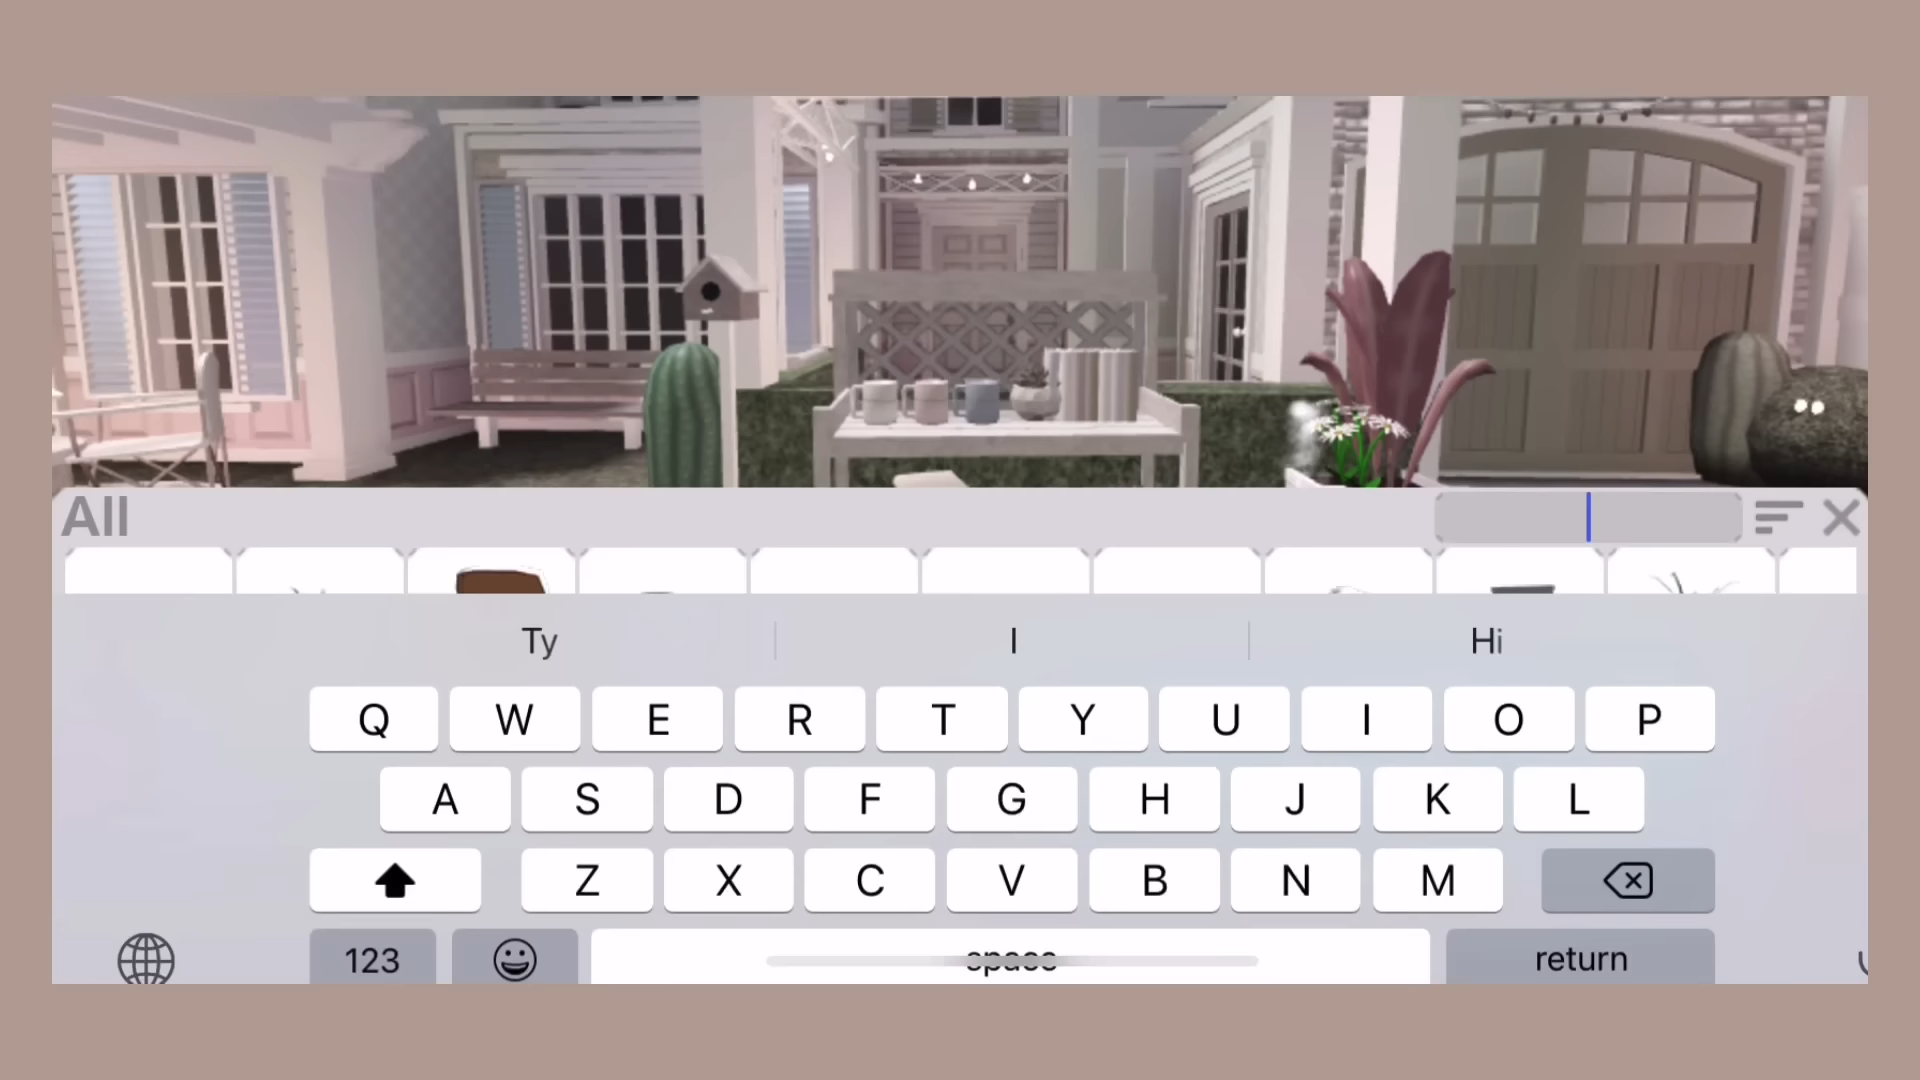 All
Ty I Hi
Q W E R T Y U I O P
A S D F G H J K L
Z X C V B N M
123 space return